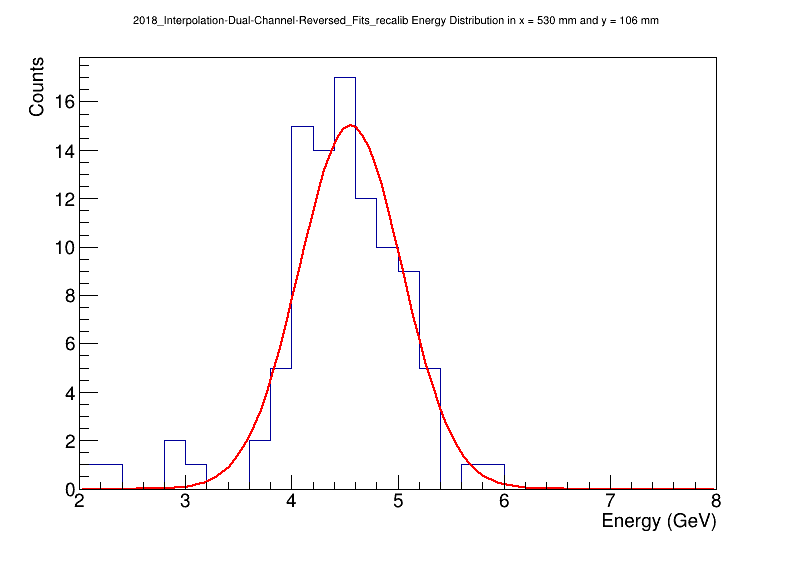 2018_Interpolation-Dual-Channel-Reversed_Fits_recalib Energy Distribution in x = 530 mm and y = 106 mm
Counts
16
14
12
10
8
6
4
2
0
2 3 4 5 6 7 8
Energy (GeV)